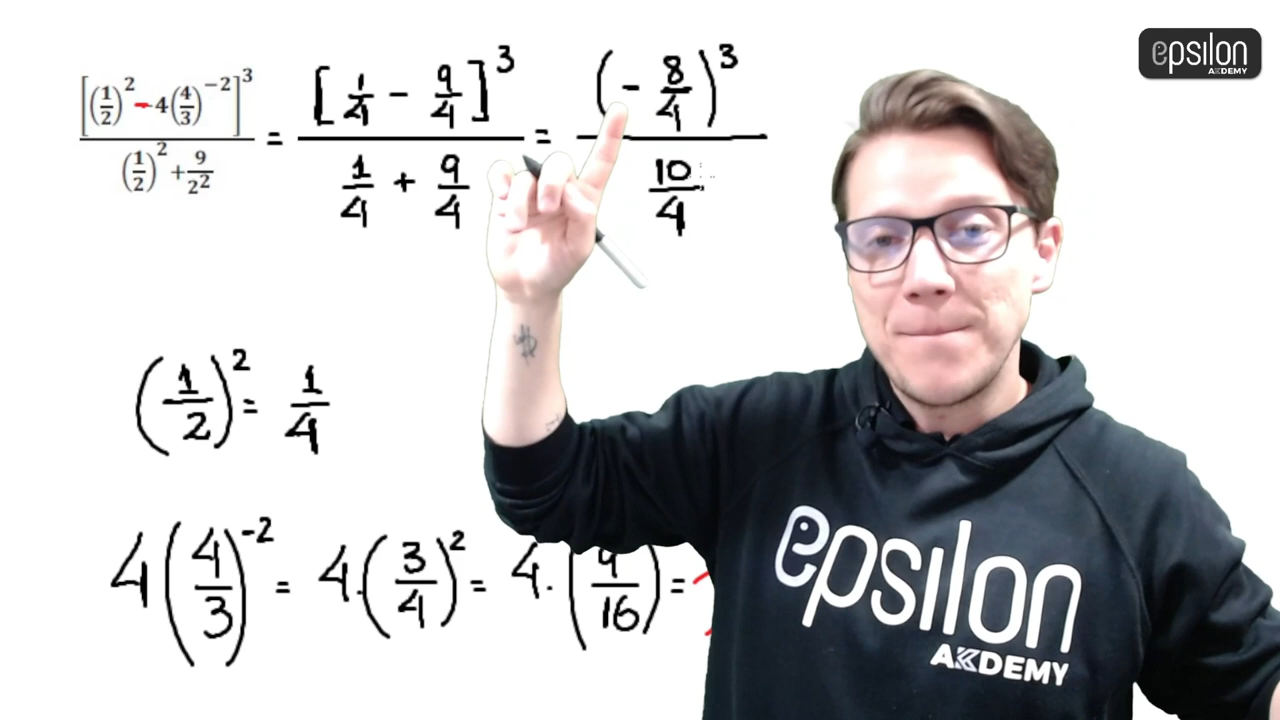 epsilon
AKDEMY
[(1/2)^2 - 4(4/3)^-2]^3 / ((1/2)^2 + 9/2^2) = [1/4 - 9/4]^3 / (1/4 + 9/4) = (- 8/4)^3 / (10/4)
(1/2)^2 = 1/4
4(4/3)^-2 = 4·(3/4)^2 = 4·(9/16) =
epsilon
AKDEMY